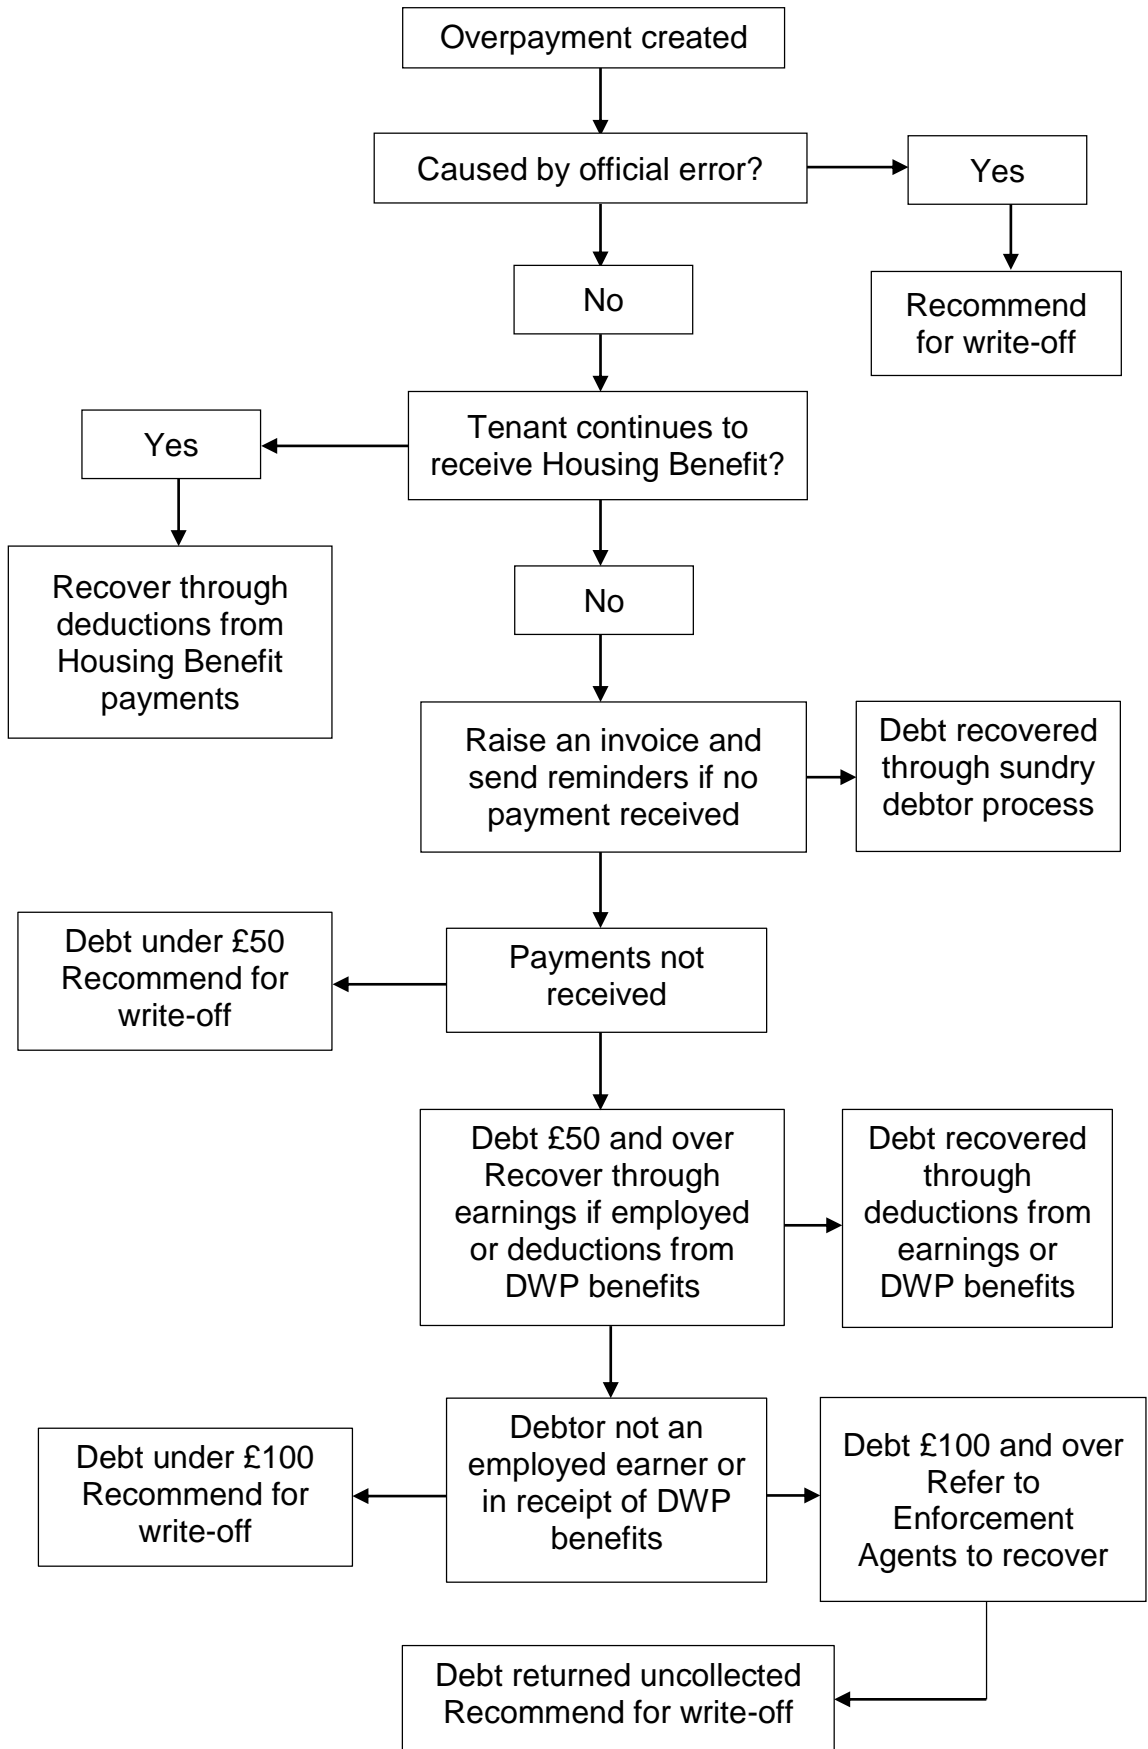 Overpayment created
Caused by official error?
Yes
No
Recommend
for write-off
Tenant continues to
receive Housing Benefit?
Yes
Recover through
deductions from
Housing Benefit
payments
No
Raise an invoice and
send reminders if no
payment received
Debt recovered
through sundry
debtor process
Payments not
received
Debt under £50
Recommend for
write-off
Debt £50 and over
Recover through
earnings if employed
or deductions from
DWP benefits
Debt recovered
through
deductions from
earnings or
DWP benefits
Debtor not an
employed earner or
in receipt of DWP
benefits
Debt under £100
Recommend for
write-off
Debt £100 and over
Refer to
Enforcement
Agents to recover
Debt returned uncollected
Recommend for write-off